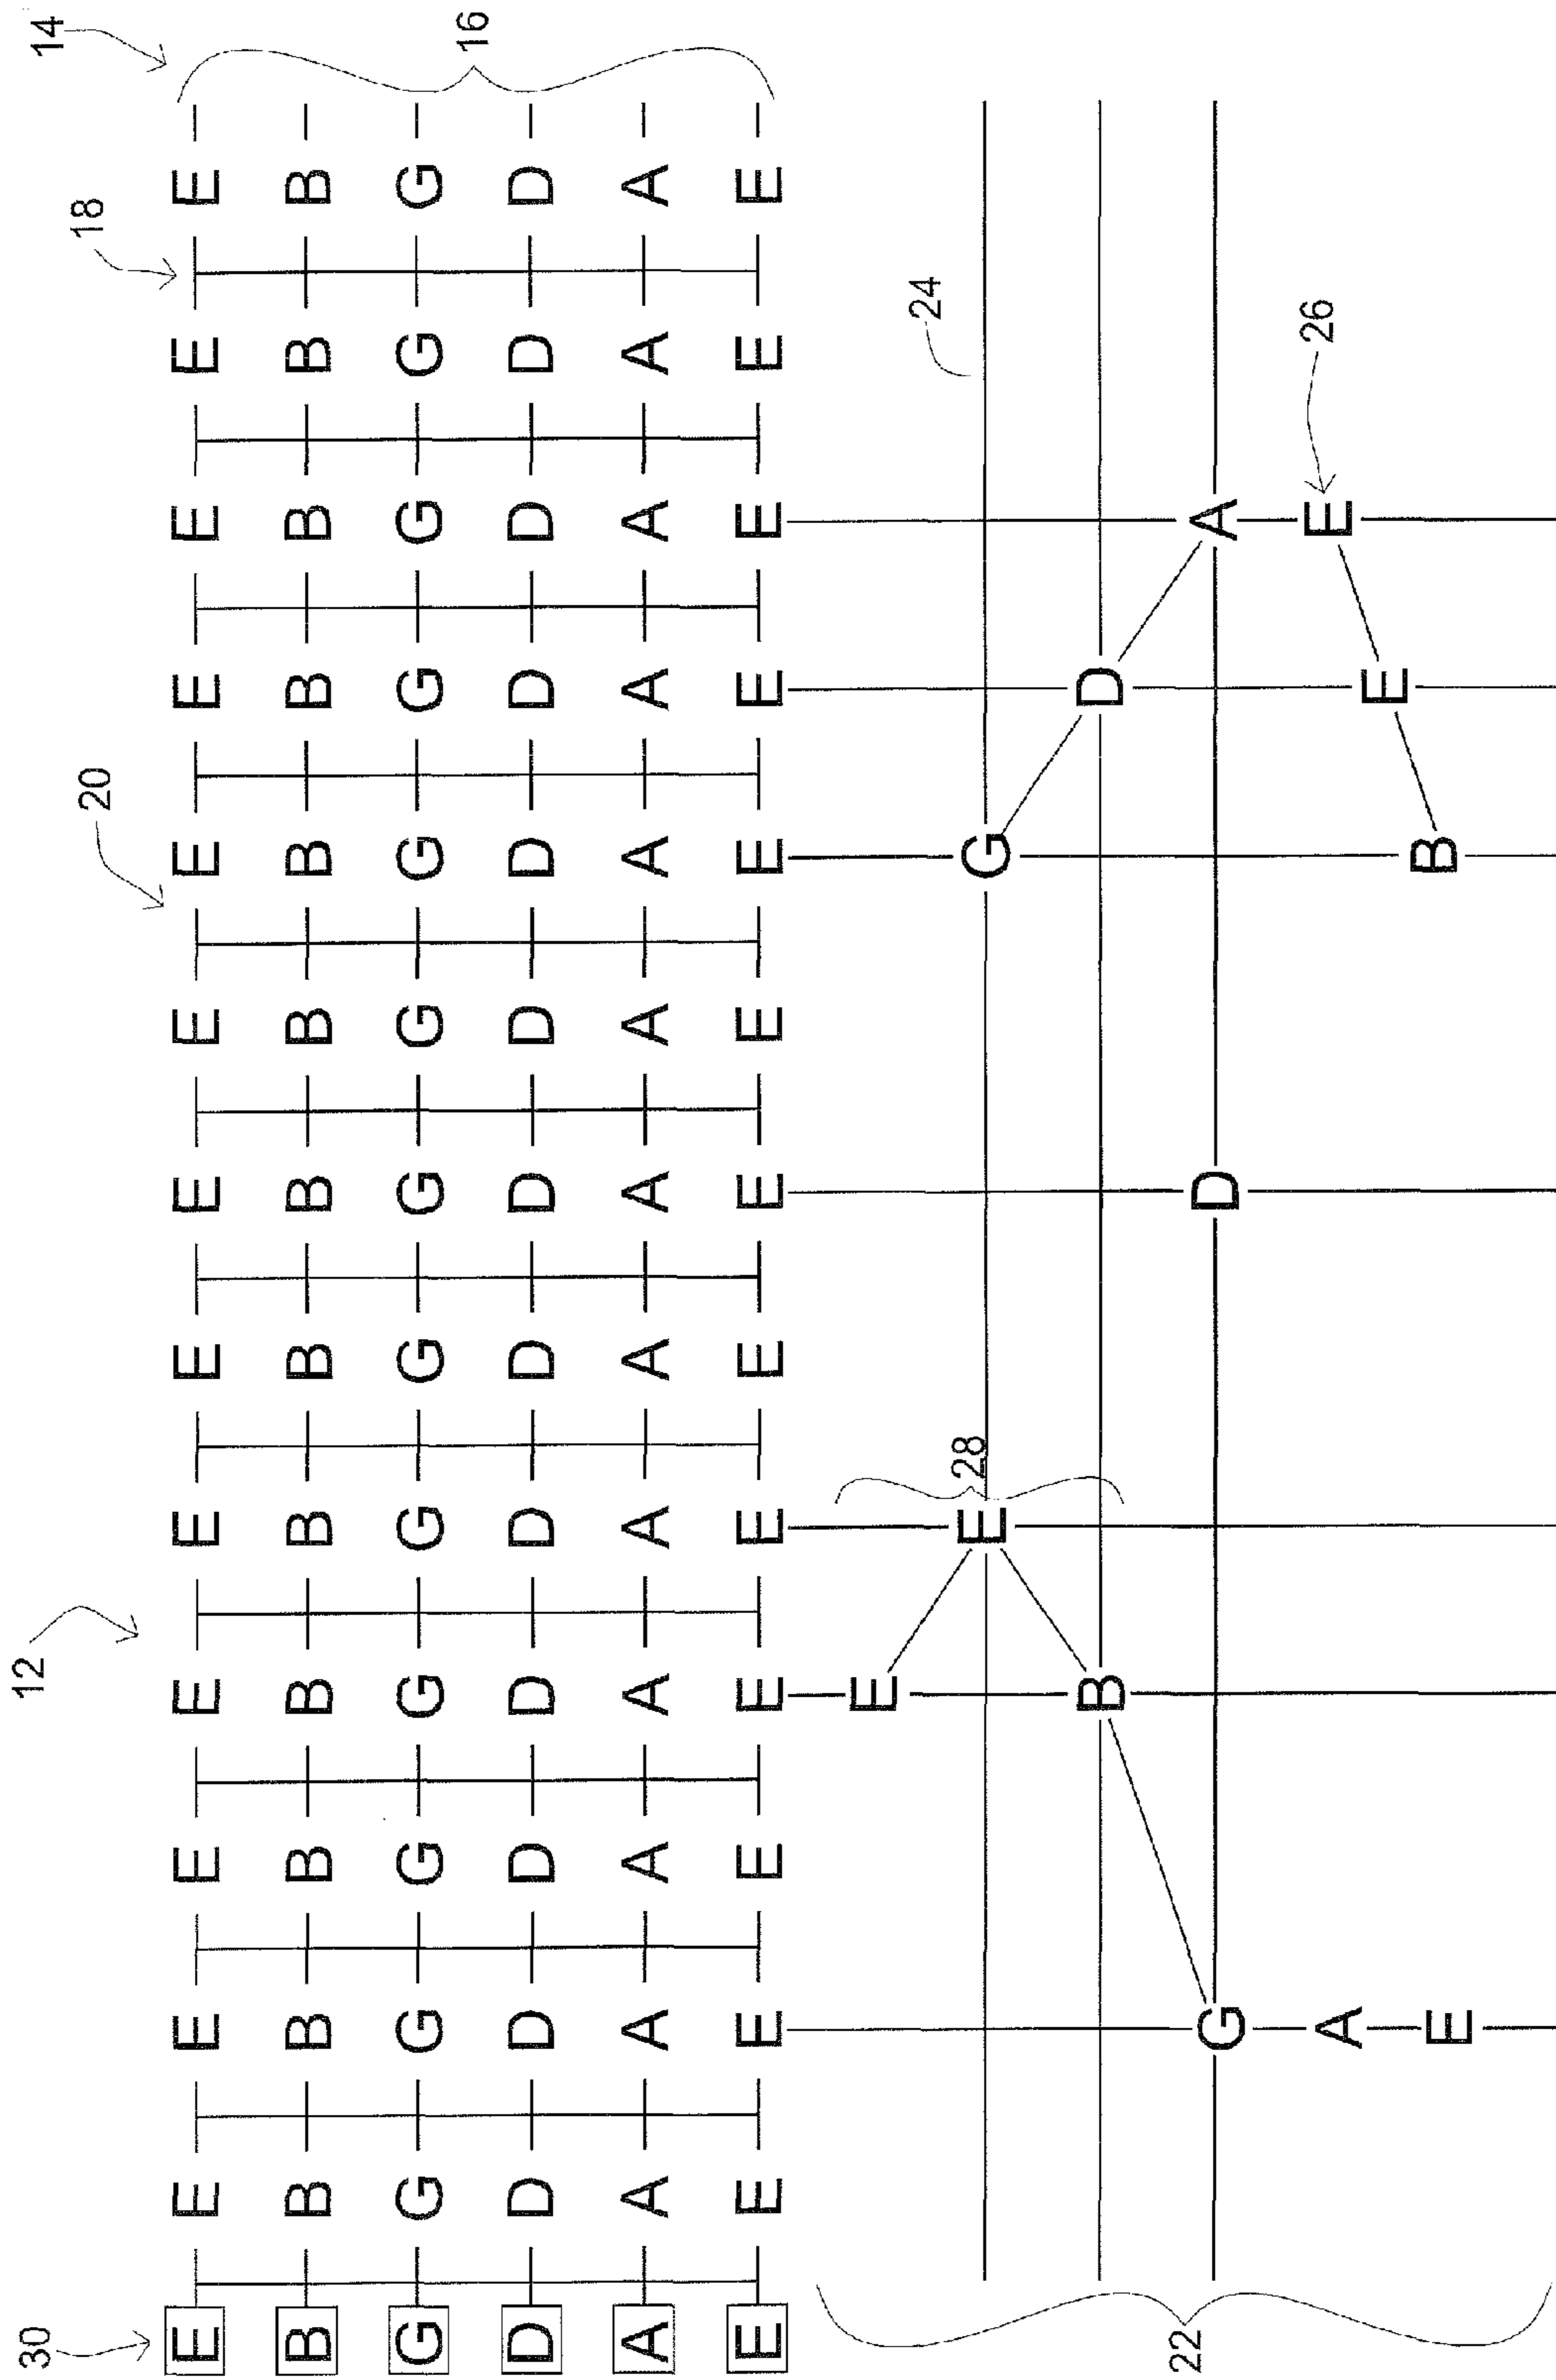 30 12 14
20 18
E E E E E E E E E E E E E E
B B B B B B B B B B B B B B
G G G G G G G G G G G G G G
16
D D D D D D D D D D D D D D
A A A A A A A A A A A A A A
E E E E E E E E E E E E E E
E
24
E 28 G
B D
22 G D A
A E 26
E
E B